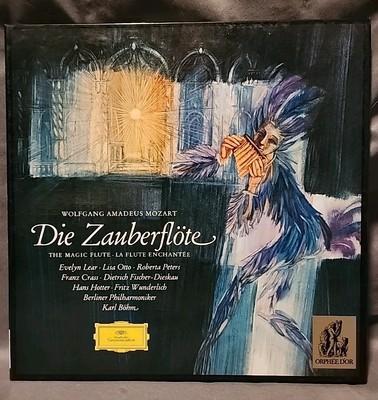 WOLFGANG AMADEUS MOZART
Die Zauberflöte
THE MAGIC FLUTE · LA FLUTE ENCHANTÉE
Evelyn Lear · Lisa Otto · Roberta Peters
Franz Crass · Dietrich Fischer-Dieskau
Hans Hotter · Fritz Wunderlich
Berliner Philharmoniker
Karl Böhm
Deutsche
Grammophon
ORPHÉE D'OR